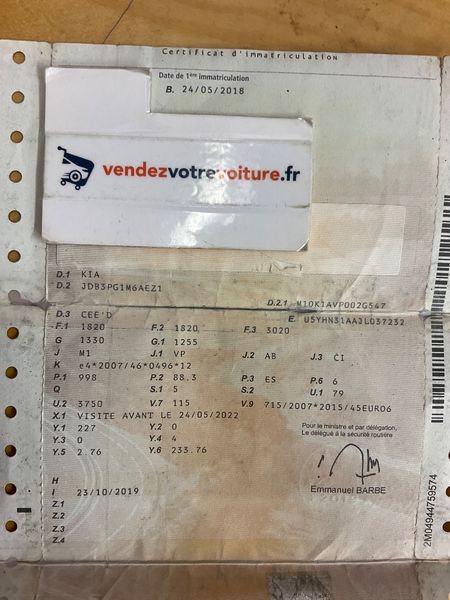 Certificat d'immatriculation
Date de 1ère immatriculation
B. 24/05/2018
vendezvotrevoiture.fr
D.1 KIA
D.2 JDB3PG1M6AEZ1
D.2.1 M10K1AVP002G547
D.3 CEE'D
E. U5YHN31AAJL037232
F.1 1820 F.2 1820 F.3 3020
G 1330 G.1 1255
J M1 J.1 VP J.2 AB J.3 CI
K e4*2007/46*0496*12
P.1 998 P.2 88.3 P.3 ES P.6 6
S.1 5 S.2 U.1 79
U.2 3750 V.7 115 V.9 715/2007*2015/45EURO6
X.1 VISITE AVANT LE 24/05/2022
Y.1 227 Y.2 0
Y.3 0 Y.4 4
Y.5 2.76 Y.6 233.76
Pour le ministre et par délégation,
Le délégué à la sécurité routière
Emmanuel BARBE
H
I 23/10/2019
Z.1
Z.2
Z.3
Z.4
2M04944759574